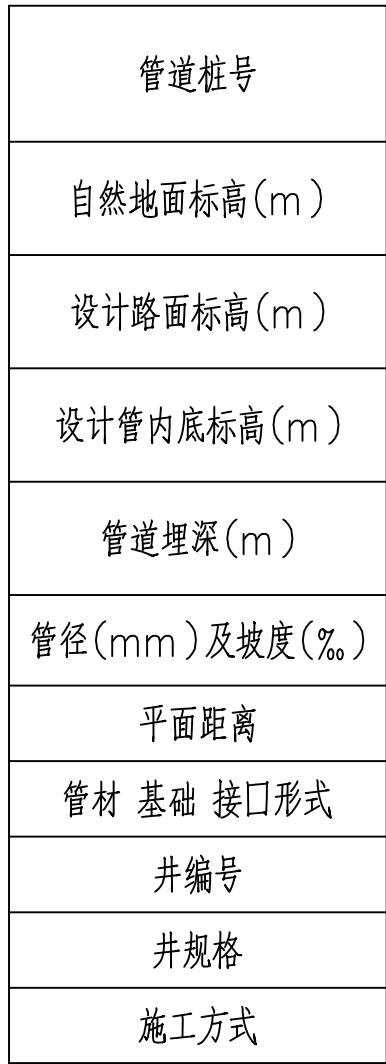 管道桩号
自然地面标高(m)
设计路面标高(m)
设计管内底标高(m)
管道埋深(m)
管径(mm)及坡度(‰)
平面距离
管材 基础 接口形式
井编号
井规格
施工方式